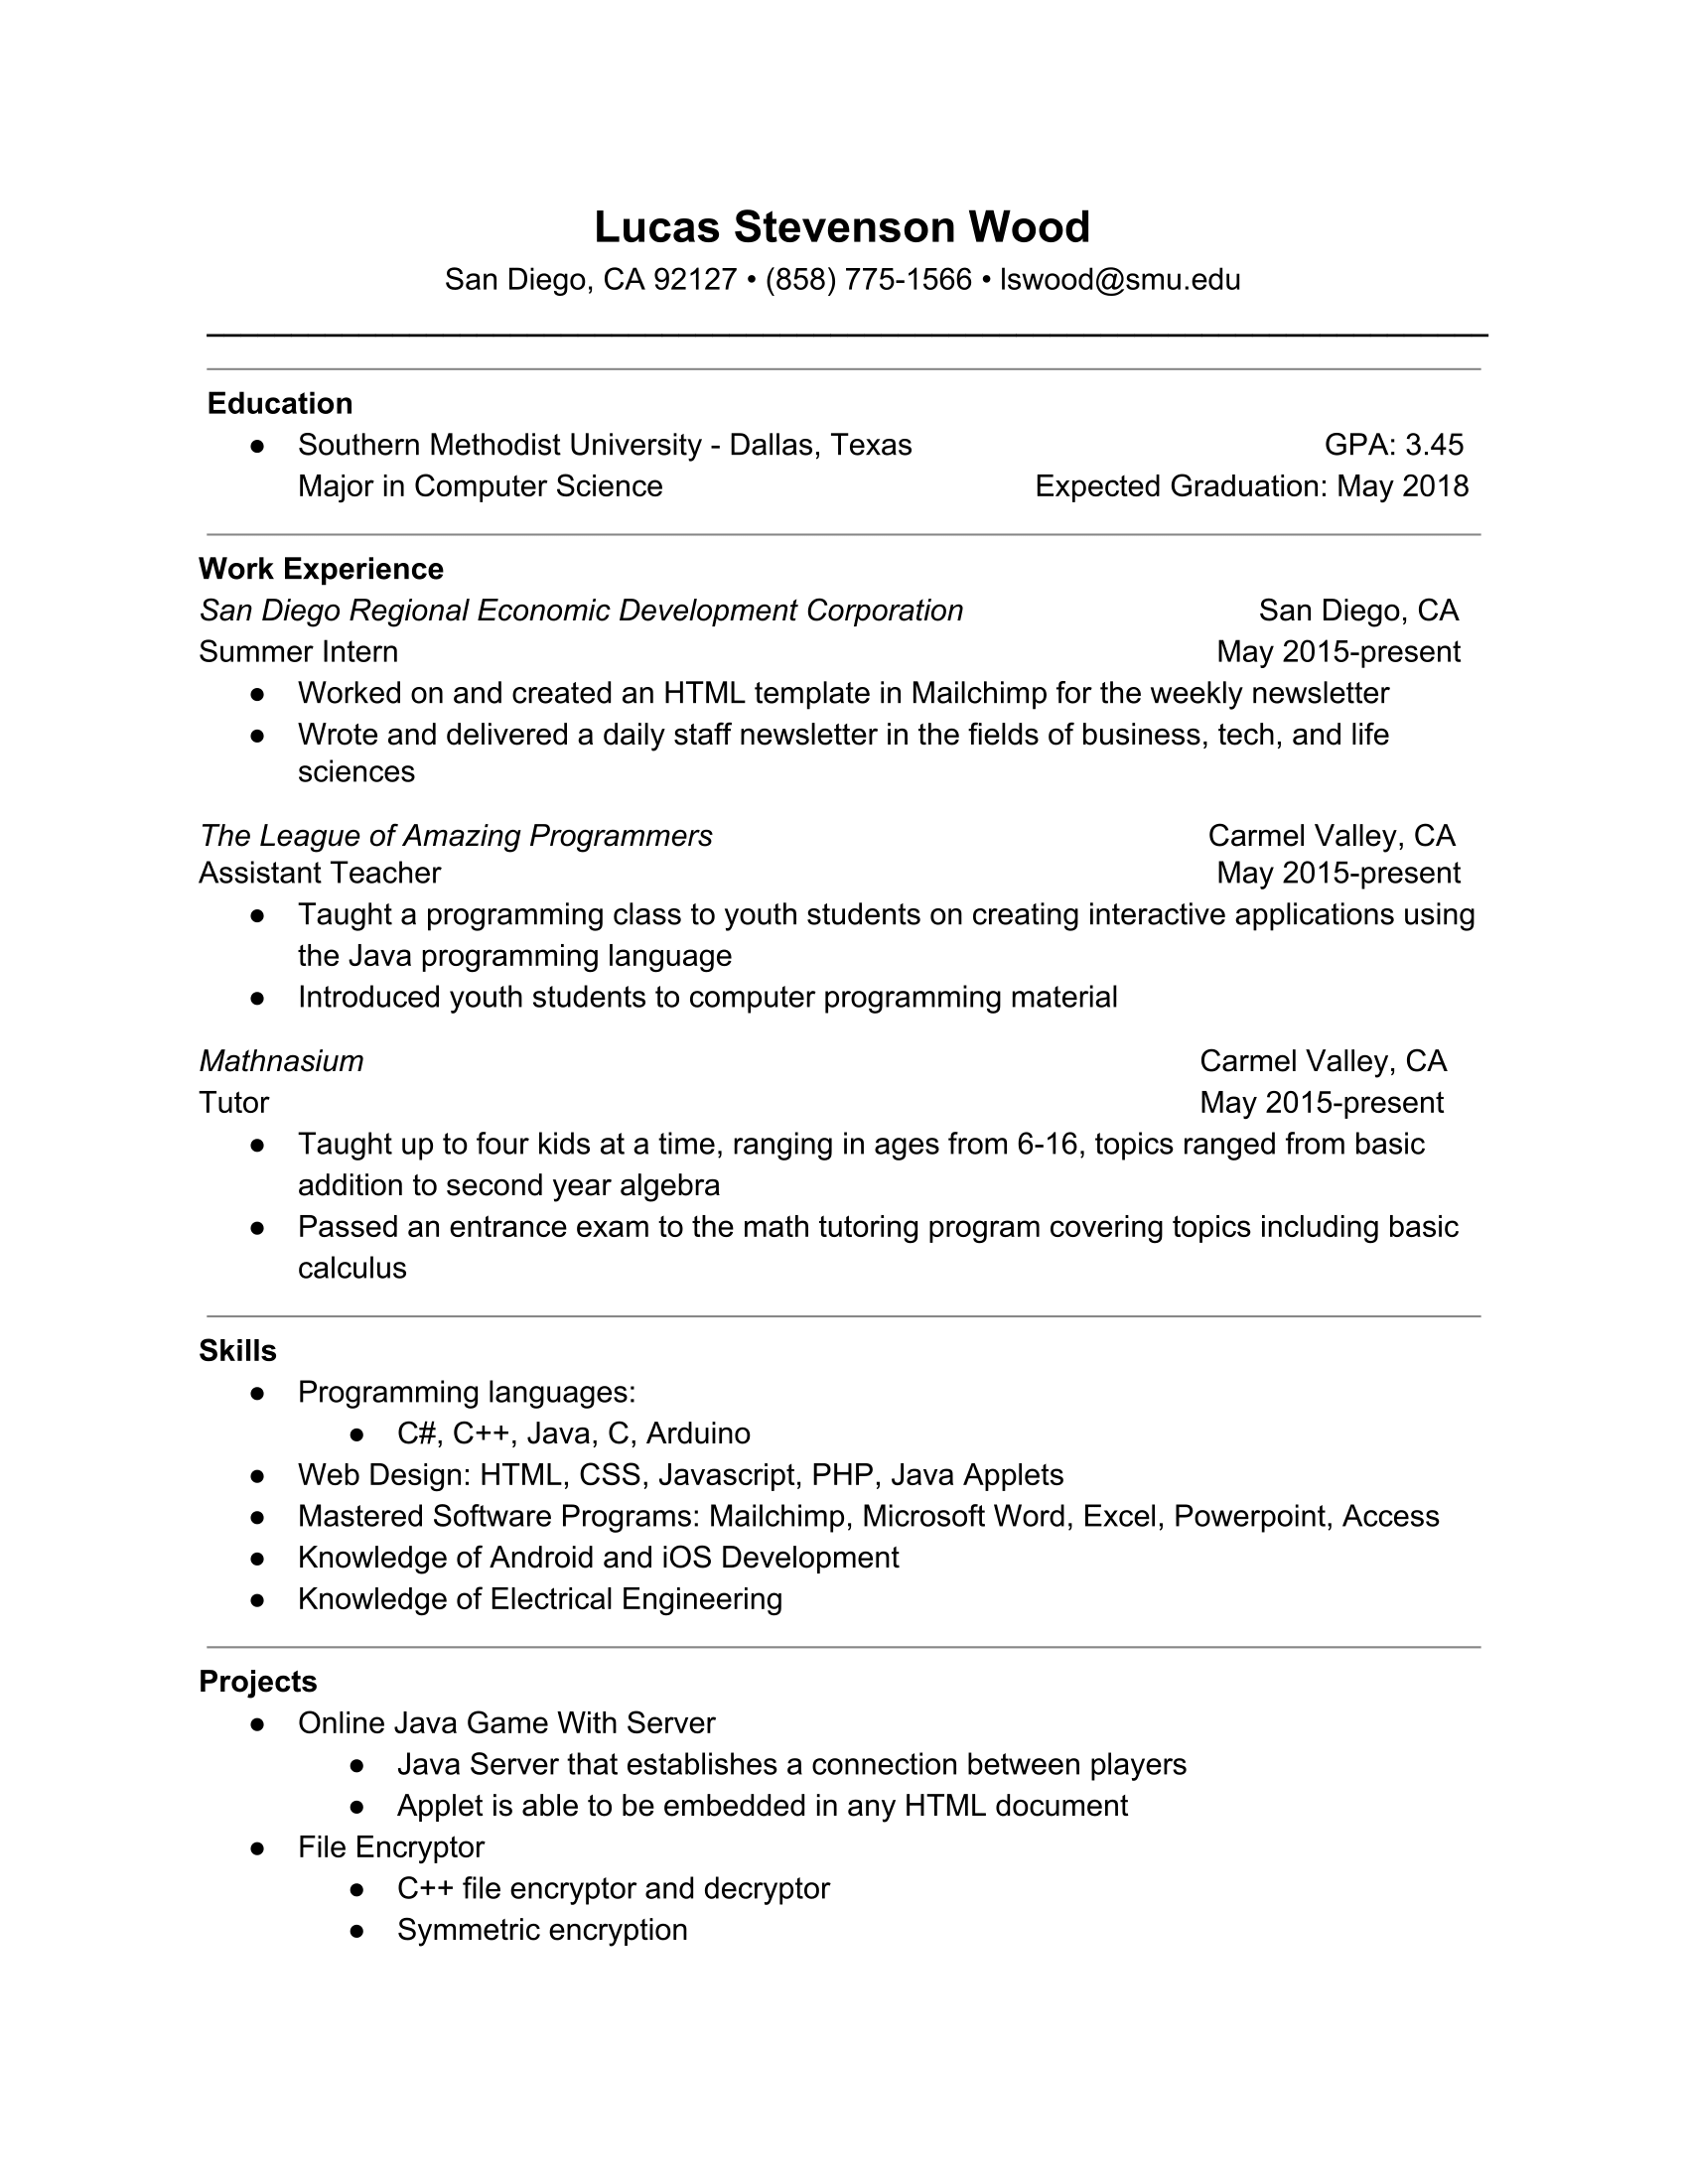 Lucas Stevenson Wood
San Diego, CA 92127 • (858) 775-1566 • lswood@smu.edu
Education
● Southern Methodist University - Dallas, Texas GPA: 3.45
Major in Computer Science Expected Graduation: May 2018
Work Experience
San Diego Regional Economic Development Corporation San Diego, CA
Summer Intern May 2015-present
● Worked on and created an HTML template in Mailchimp for the weekly newsletter
● Wrote and delivered a daily staff newsletter in the fields of business, tech, and life
sciences
The League of Amazing Programmers Carmel Valley, CA
Assistant Teacher May 2015-present
● Taught a programming class to youth students on creating interactive applications using
the Java programming language
● Introduced youth students to computer programming material
Mathnasium Carmel Valley, CA
Tutor May 2015-present
● Taught up to four kids at a time, ranging in ages from 6-16, topics ranged from basic
addition to second year algebra
● Passed an entrance exam to the math tutoring program covering topics including basic
calculus
Skills
● Programming languages:
● C#, C++, Java, C, Arduino
● Web Design: HTML, CSS, Javascript, PHP, Java Applets
● Mastered Software Programs: Mailchimp, Microsoft Word, Excel, Powerpoint, Access
● Knowledge of Android and iOS Development
● Knowledge of Electrical Engineering
Projects
● Online Java Game With Server
● Java Server that establishes a connection between players
● Applet is able to be embedded in any HTML document
● File Encryptor
● C++ file encryptor and decryptor
● Symmetric encryption